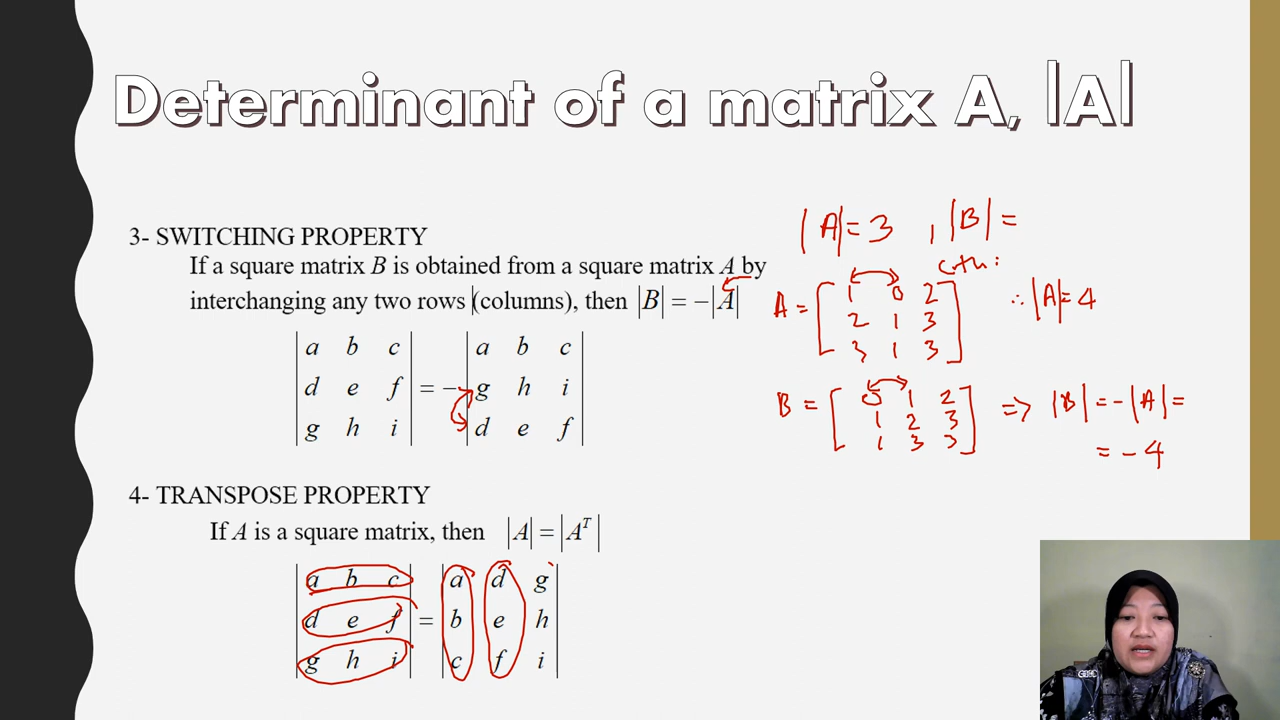 Determinant of a matrix A, |A|
3- SWITCHING PROPERTY
If a square matrix B is obtained from a square matrix A by
interchanging any two rows (columns), then |B| = −|A|
|a b c| |a b c|
|d e f| = − |g h i|
|g h i| |d e f|
4- TRANSPOSE PROPERTY
If A is a square matrix, then |A| = |Aᵀ|
|a b c| |a d g|
|d e f| = |b e h|
|g h i| |c f i|
|A| = 3 , |B| =
A = [1 0 2
2 1 3
3 1 3] ∴ |A| = 4
B = [0 1 2
1 2 3
1 3 3] ⇒ |B| = −|A| =
= −4